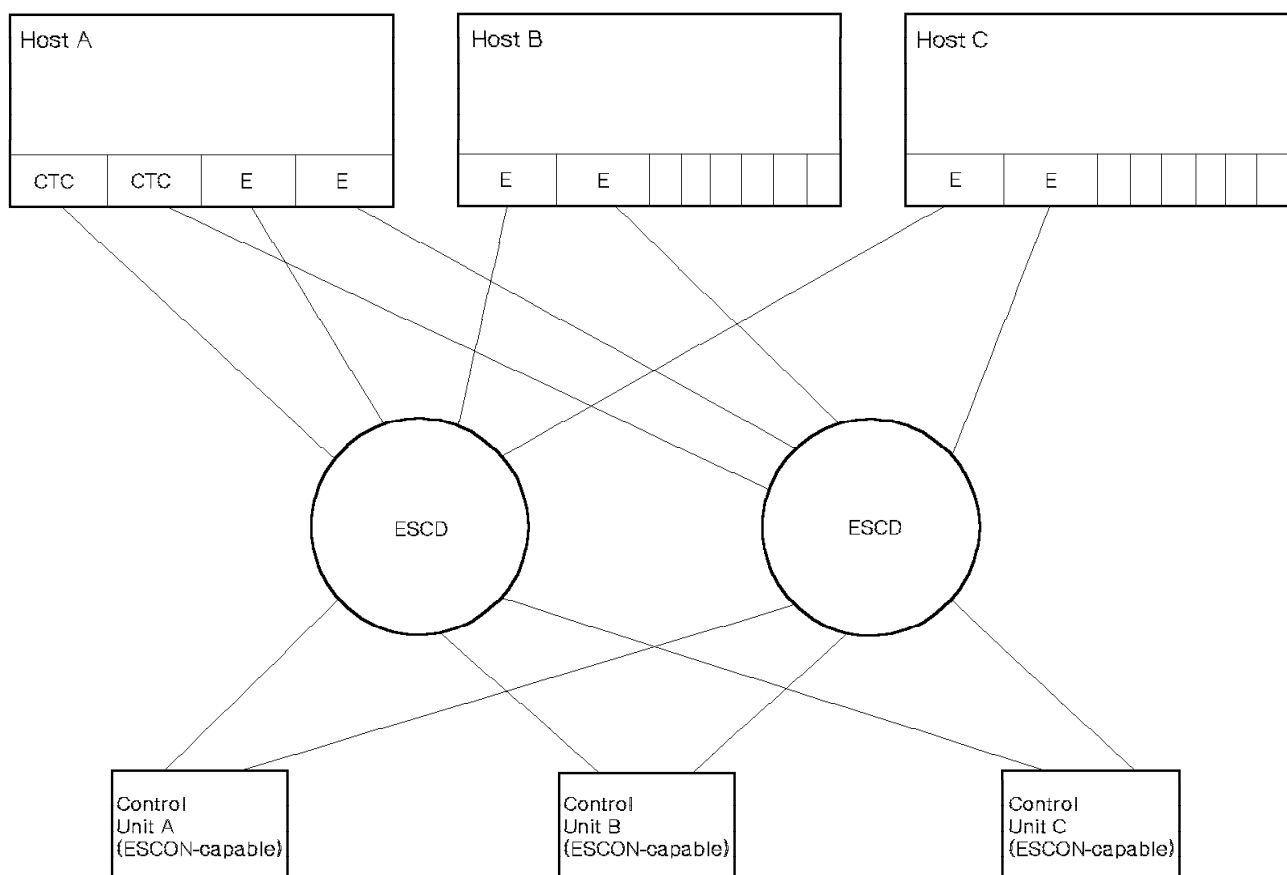 Host A
Host B
Host C
CTC
CTC
E
E
E
E
E
E
ESCD
ESCD
Control
Unit A
(ESCON-capable)
Control
Unit B
(ESCON-capable)
Control
Unit C
(ESCON-capable)